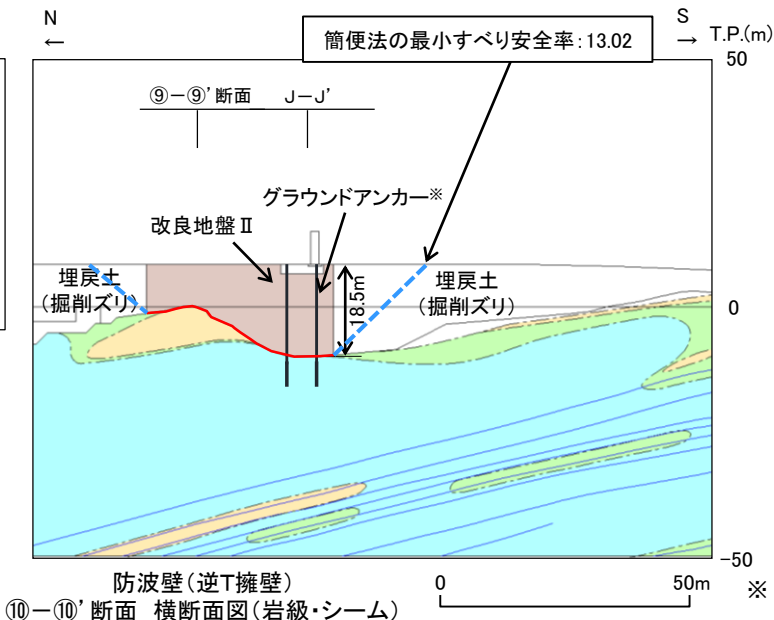 N
←
S
→
T.P.(m)
簡便法の最小すべり安全率:13.02
50
⑨-⑨'断面
J-J'
グラウンドアンカー※
改良地盤Ⅱ
埋戻土
(掘削ズリ)
18.5m
埋戻土
(掘削ズリ)
0
-50
防波壁(逆T擁壁)
⑩-⑩'断面 横断面図(岩級・シーム)
0
50m
※